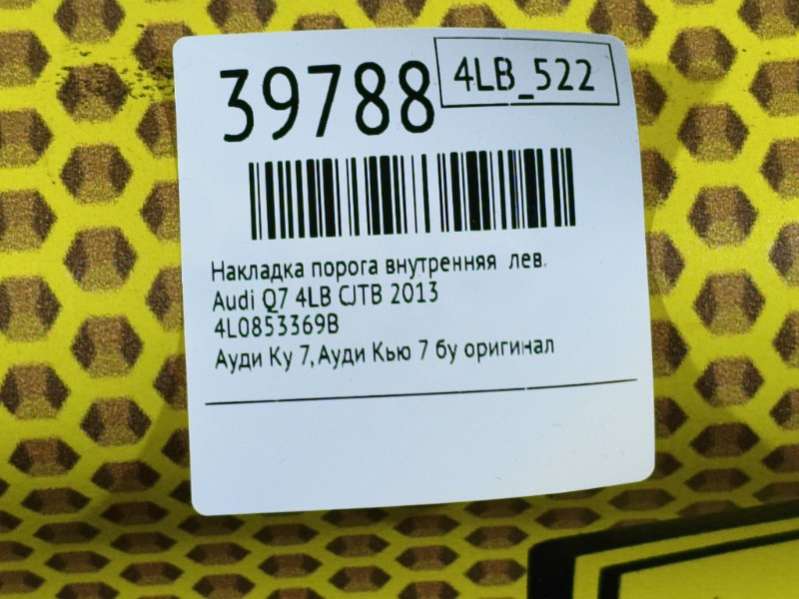 39788
4LB_522
Накладка порога внутренняя лев.
Audi Q7 4LB CJTB 2013
4L0853369B
Ауди Ку 7,Ауди Кью 7 бу оригинал